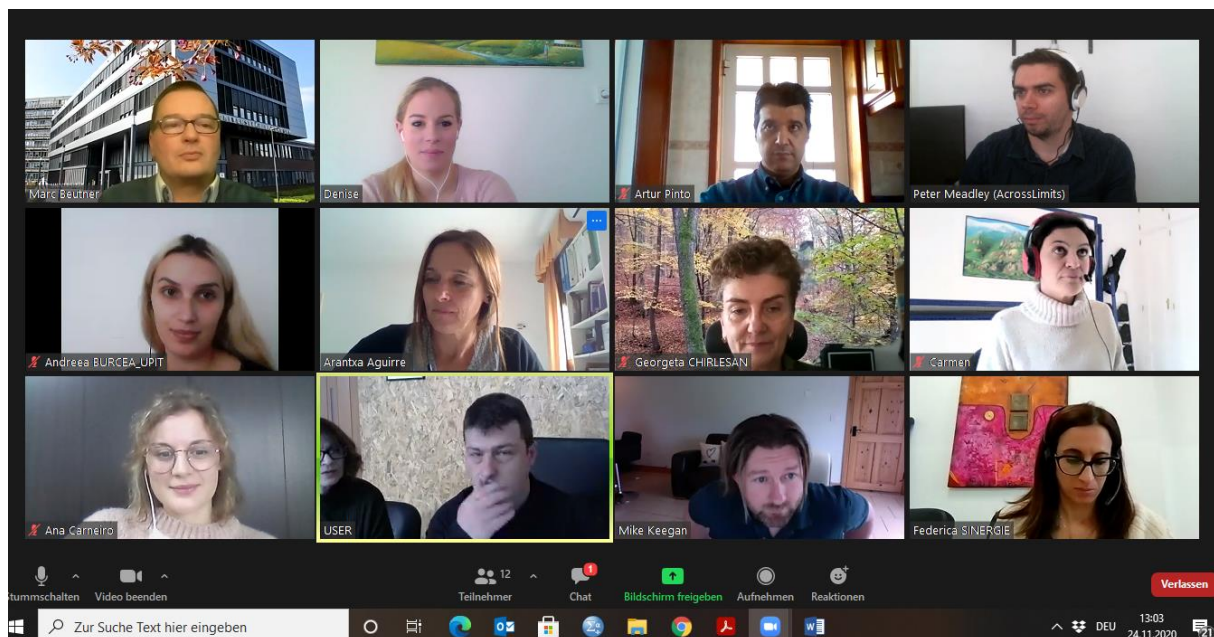 Marc Beutner
Denise
Artur Pinto
Peter Meadley (AcrossLimits)
Andreea BURCEA_UPIT
Arantxa Aguirre
Georgeta CHIRLESAN
Carmen
Ana Carneiro
USER
Mike Keegan
Federica SINERGIE
Stummschalten
Video beenden
12
Teilnehmer
1
Chat
Bildschirm freigeben
Aufnehmen
Reaktionen
Verlassen
Zur Suche Text hier eingeben
DEU
13:03
24.11.2020
21